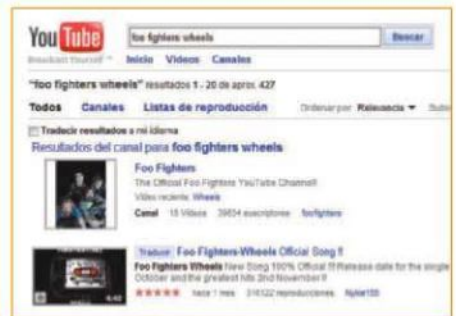 You Tube
foo fighters wheels Buscar
Broadcast Yourself ™ Inicio Videos Canales
"foo fighters wheels" resultados 1 - 20 de aprox. 427
Todos Canales Listas de reproducción Ordenar por: Relevancia ▼
Traducir resultados a mi idioma
Resultados del canal para foo fighters wheels
Foo Fighters
The Official Foo Fighters YouTube Channel!!
Vídeo reciente: Wheels
Canal 18 Vídeos suscriptores foofighters
Traducir Foo Fighters-Wheels Official Song !!
Foo Fighters Wheels New Song 100% Official !!! Release date for the single
October and the greatest hits 2nd November !!
hace 1 mes 316122 reproducciones